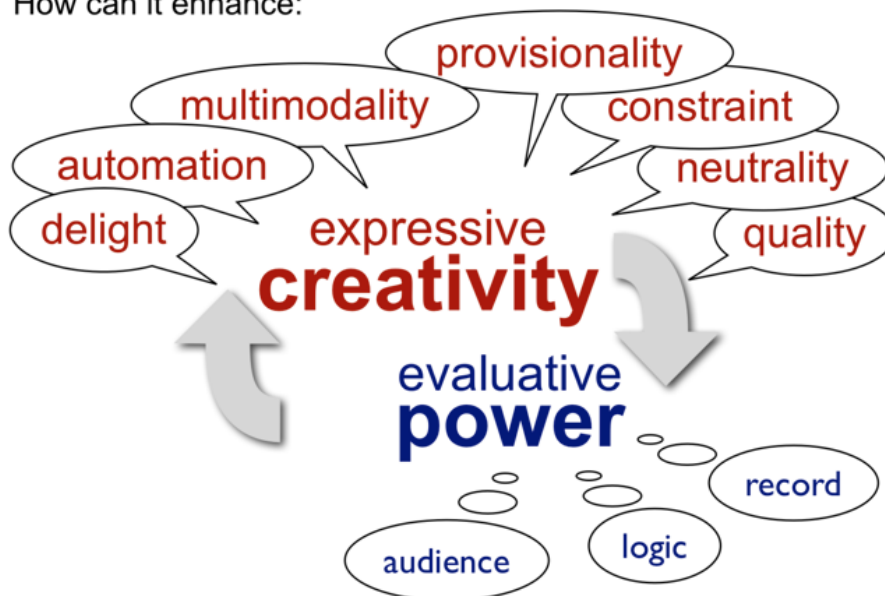 How can it enhance:
provisionality
multimodality
constraint
automation
neutrality
delight
quality
expressive
creativity
evaluative
power
record
logic
audience